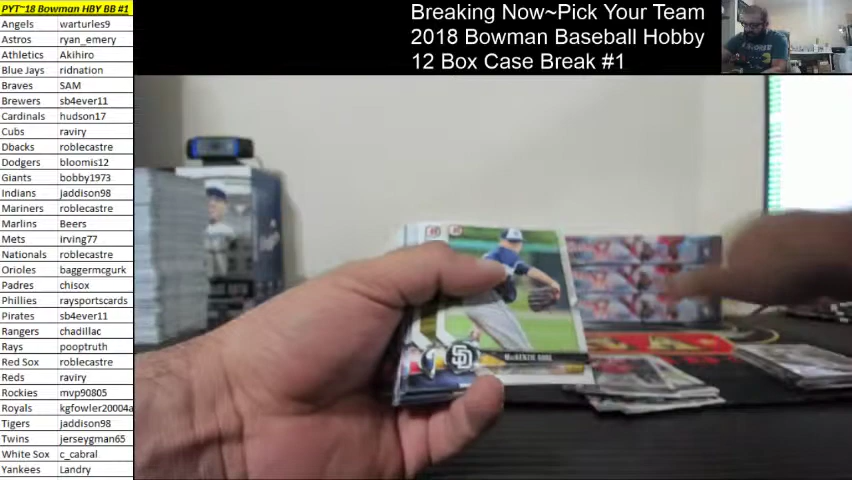 PYT~18 Bowman HBY BB #1
Angels warturles9
Astros ryan_emery
Athletics Akihiro
Blue Jays ridnation
Braves SAM
Brewers sb4ever11
Cardinals hudson17
Cubs raviry
Dbacks roblecastre
Dodgers bloomis12
Giants bobby1973
Indians jaddison98
Mariners roblecastre
Marlins Beers
Mets irving77
Nationals roblecastre
Orioles baggermcgurk
Padres chisox
Phillies raysportscards
Pirates sb4ever11
Rangers chadillac
Rays pooptruth
Red Sox roblecastre
Reds raviry
Rockies mvp90805
Royals kgfowler20004a
Tigers jaddison98
Twins jerseygman65
White Sox c_cabral
Yankees Landry
Breaking Now~Pick Your Team
2018 Bowman Baseball Hobby
12 Box Case Break #1
MacKENZIE GORE